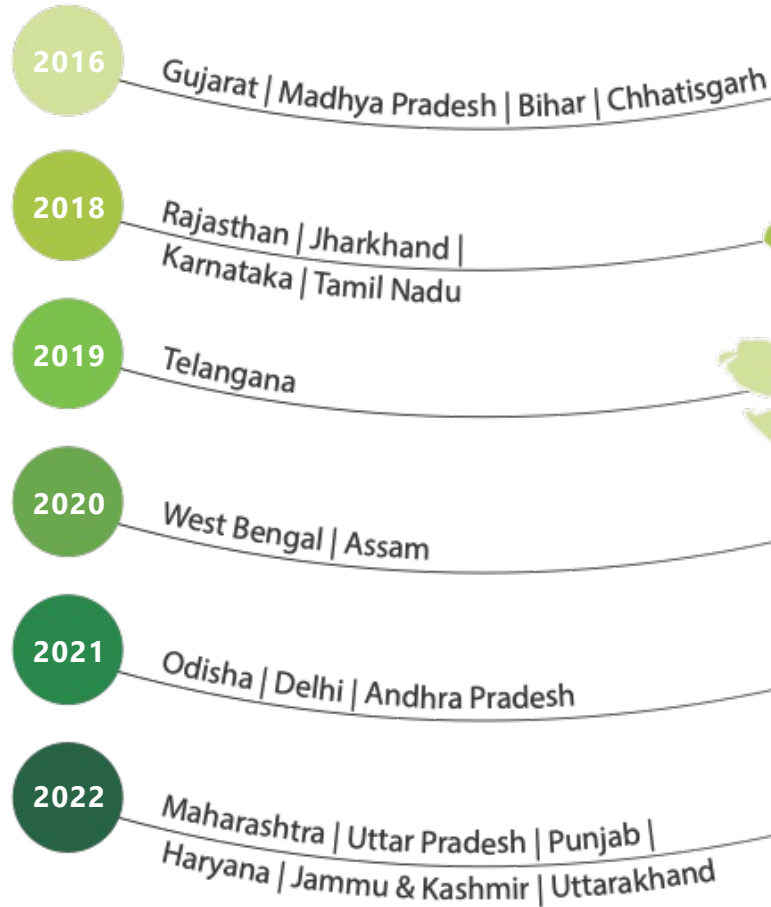 2016
Gujarat | Madhya Pradesh | Bihar | Chhatisgarh
2018
Rajasthan | Jharkhand |
Karnataka | Tamil Nadu
2019
Telangana
2020
West Bengal | Assam
2021
Odisha | Delhi | Andhra Pradesh
2022
Maharashtra | Uttar Pradesh | Punjab |
Haryana | Jammu & Kashmir | Uttarakhand